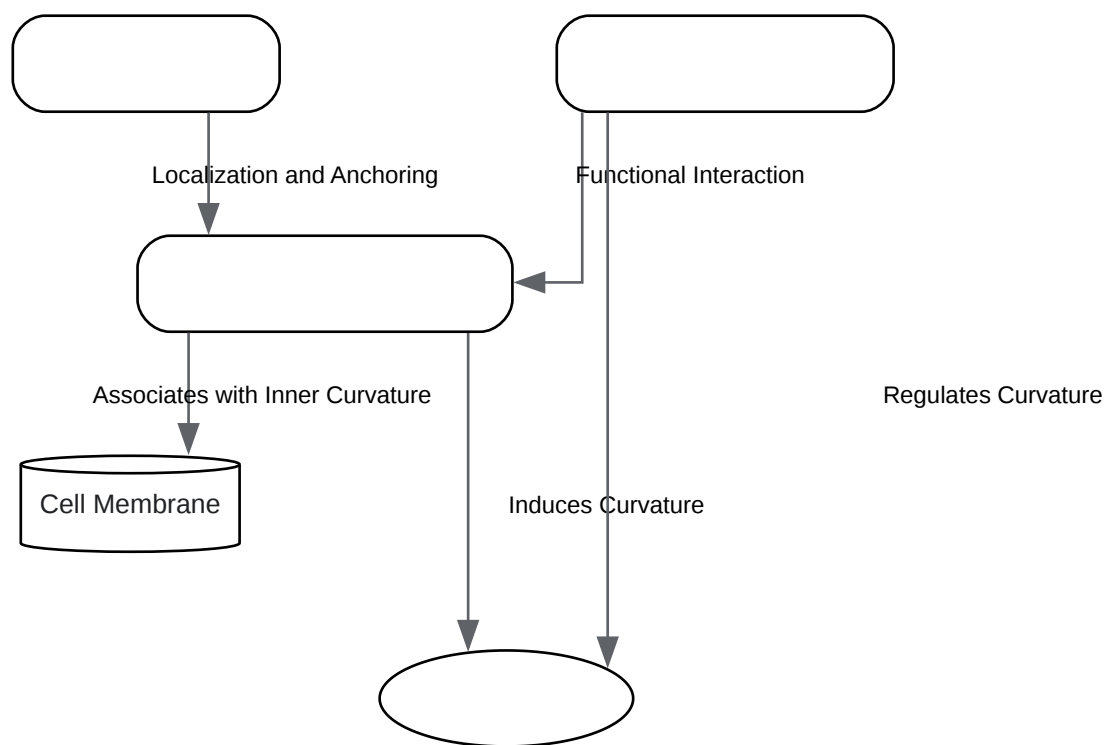 Localization and Anchoring
Functional Interaction
Associates with Inner Curvature
Regulates Curvature
Cell Membrane
Induces Curvature